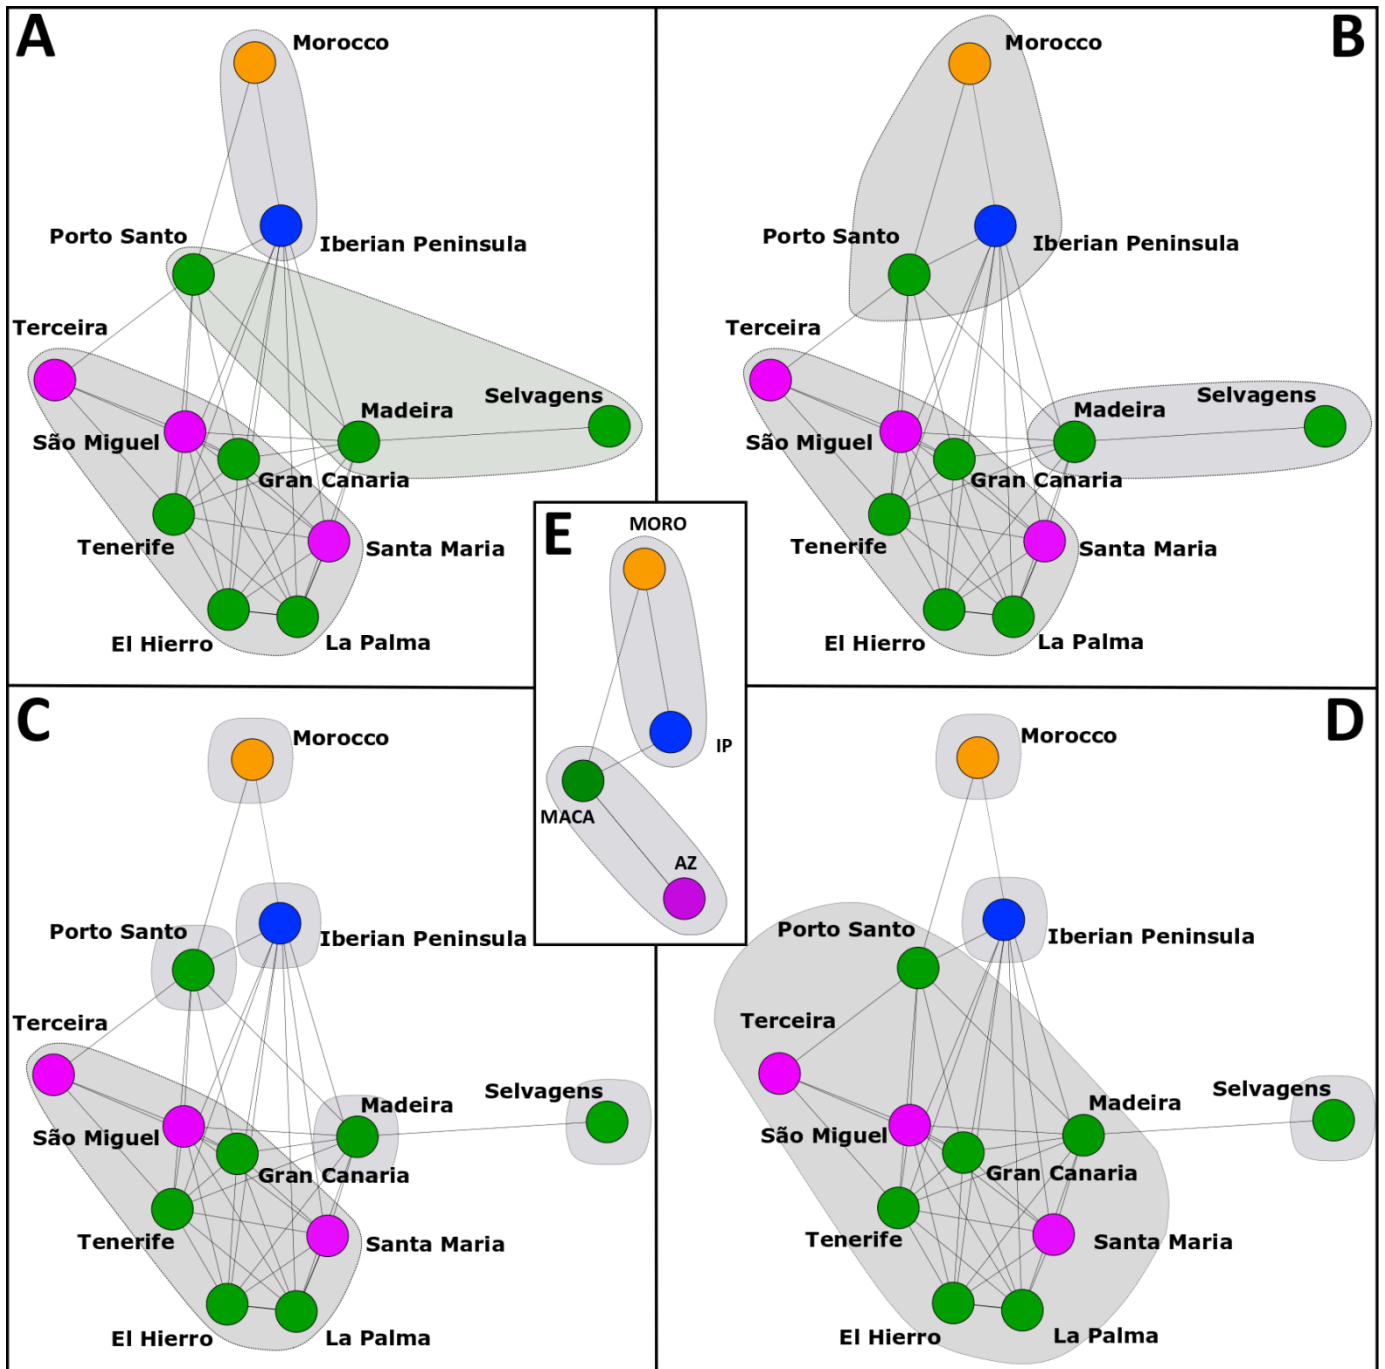 A
Morocco
Porto Santo
Iberian Peninsula
Terceira
Selvagens
Madeira
São Miguel
Gran Canaria
Tenerife
Santa Maria
El Hierro
La Palma
B
Morocco
Porto Santo
Iberian Peninsula
Terceira
Selvagens
Madeira
São Miguel
Gran Canaria
Tenerife
Santa Maria
El Hierro
La Palma
E
MORO
IP
MACA
AZ
C
Morocco
Porto Santo
Iberian Peninsula
Terceira
Selvagens
Madeira
São Miguel
Gran Canaria
Tenerife
Santa Maria
El Hierro
La Palma
D
Morocco
Porto Santo
Iberian Peninsula
Terceira
Selvagens
Madeira
São Miguel
Gran Canaria
Tenerife
Santa Maria
El Hierro
La Palma